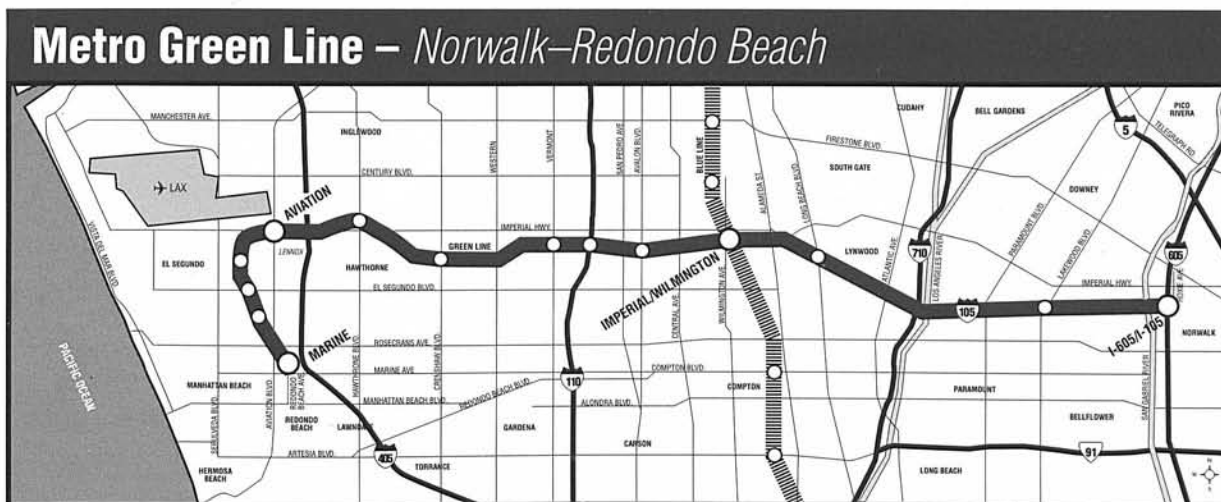 Metro Green Line – Norwalk–Redondo Beach
MANCHESTER AVE.
INGLEWOOD
WESTERN
VERMONT
SAN PEDRO AVE.
AVALON BLVD.
BLUE LINE
CUDAHY
BELL GARDENS
PICO
RIVERA
5
TELEGRAPH RD
FIRESTONE BLVD.
SOUTH GATE
CENTURY BLVD.
ALAMEDA ST.
LONG BEACH BLVD.
DOWNEY
LAX
AVIATION
IMPERIAL HWY.
VISTA DEL MAR BLVD.
LENNOX
GREEN LINE
LYNWOOD
ATLANTIC AVE
710
LOS ANGELES RIVER
PARAMOUNT BLVD.
LAKEWOOD BLVD.
605
EL SEGUNDO
HAWTHORNE
EL SEGUNDO BLVD.
IMPERIAL/WILMINGTON
WILMINGTON AVE.
CENTRAL AVE.
IMPERIAL HWY.
105
I-605/I-105
NORWALK
MARINE
ROSECRANS AVE.
PACIFIC OCEAN
MANHATTAN BEACH
SEPULVEDA BLVD.
AVIATION BLVD.
REDONDO
BEACH AVE.
HAWTHORNE BLVD.
MARINE AVE
CRENSHAW BLVD.
COMPTON BLVD.
MANHATTAN BEACH BLVD.
REDONDO BEACH BLVD.
110
COMPTON
PARAMOUNT
SAN GABRIEL RIVER
REDONDO
BEACH
LAWNDALE
ALONDRA BLVD.
GARDENA
CARSON
BELLFLOWER
ARTESIA BLVD.
405
91
HERMOSA
BEACH
TORRANCE
LONG BEACH
N